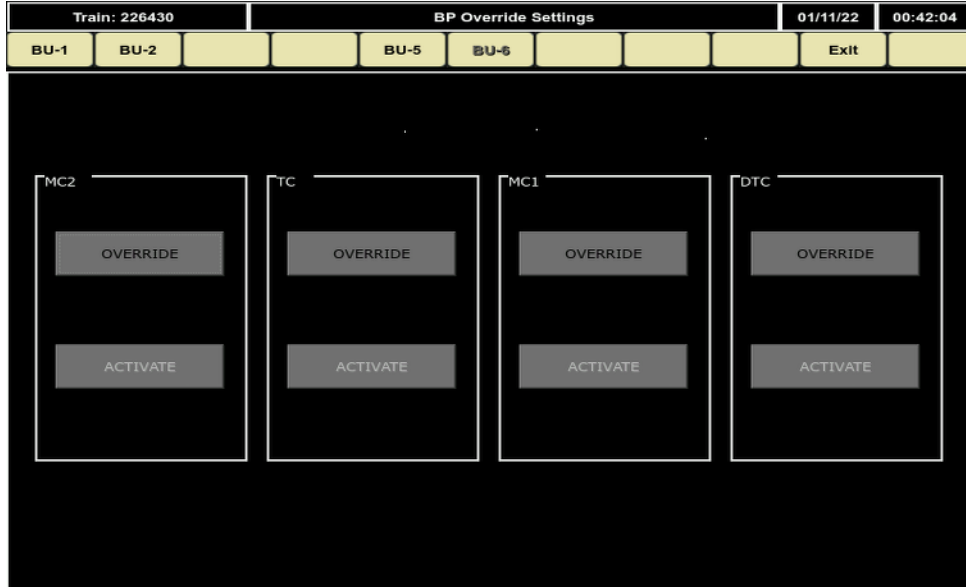 Train: 226430 BP Override Settings 01/11/22 00:42:04
BU-1 BU-2 BU-5 BU-6 Exit
MC2 TC MC1 DTC
OVERRIDE OVERRIDE OVERRIDE OVERRIDE
ACTIVATE ACTIVATE ACTIVATE ACTIVATE